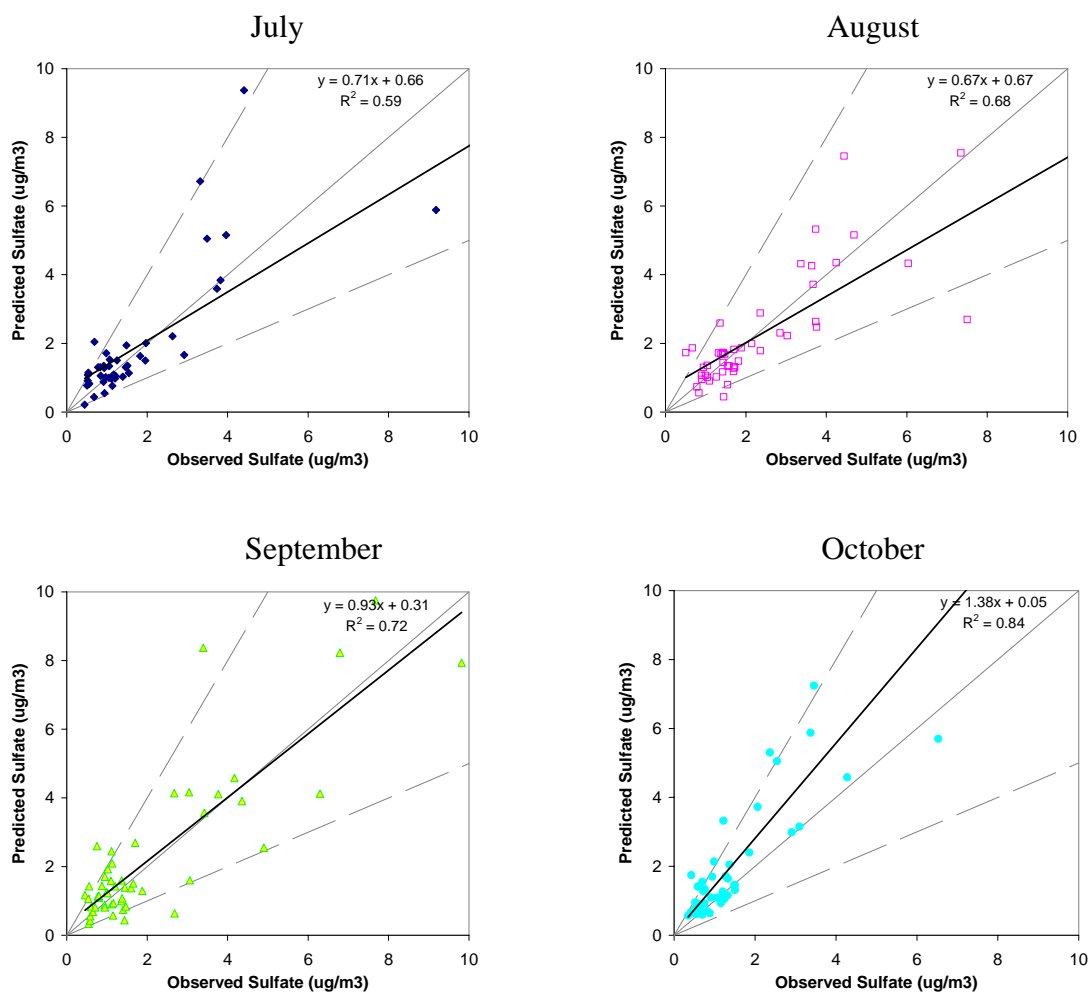 July
y = 0.71x + 0.66
R² = 0.59
10
8
6
4
2
0
0 2 4 6 8 10
Predicted Sulfate (ug/m3)
Observed Sulfate (ug/m3)
August
y = 0.67x + 0.67
R² = 0.68
10
8
6
4
2
0
0 2 4 6 8 10
Predicted Sulfate (ug/m3)
Observed Sulfate (ug/m3)
September
y = 0.93x + 0.31
R² = 0.72
10
8
6
4
2
0
0 2 4 6 8 10
Predicted Sulfate (ug/m3)
Observed Sulfate (ug/m3)
October
y = 1.38x + 0.05
R² = 0.84
10
8
6
4
2
0
0 2 4 6 8 10
Predicted Sulfate (ug/m3)
Observed Sulfate (ug/m3)